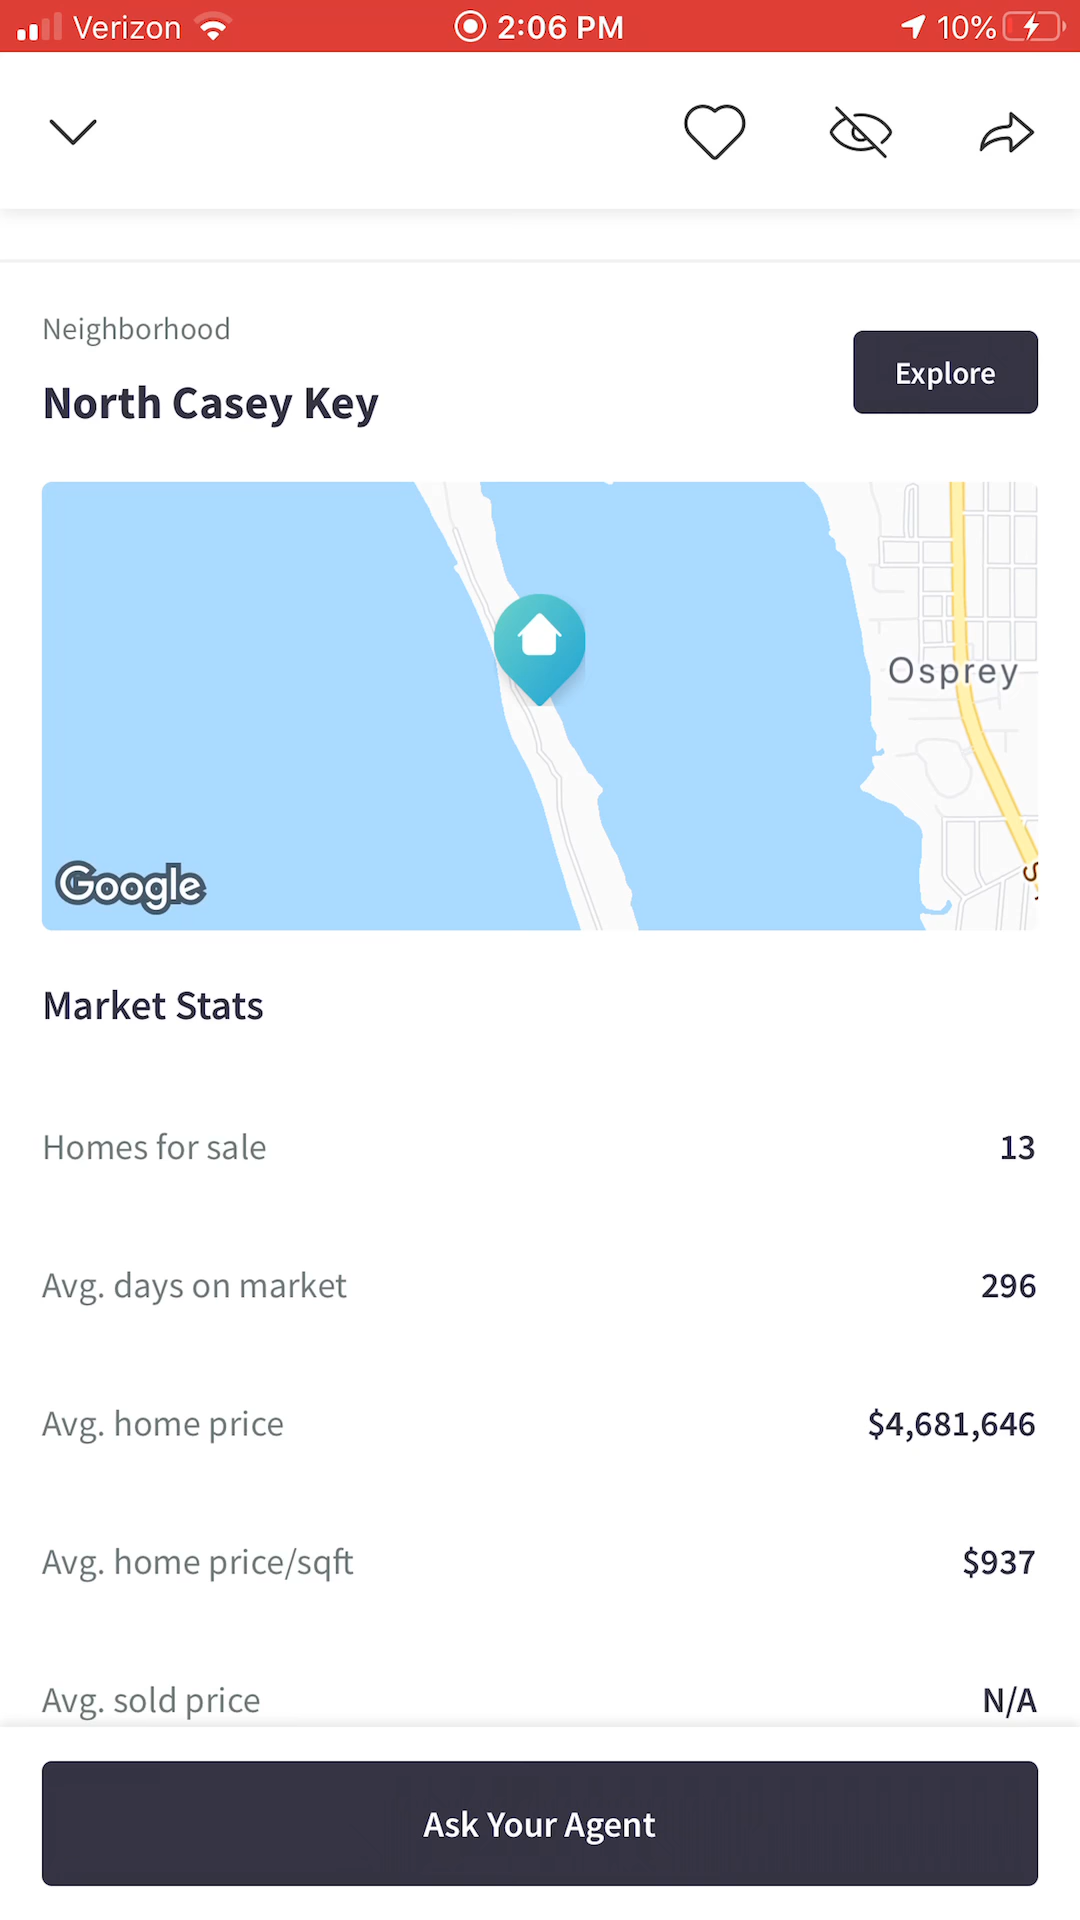 Verizon 2:06 PM 10%
Neighborhood
North Casey Key
Explore
Osprey
Google
Market Stats
Homes for sale 13
Avg. days on market 296
Avg. home price $4,681,646
Avg. home price/sqft $937
Avg. sold price N/A
Ask Your Agent